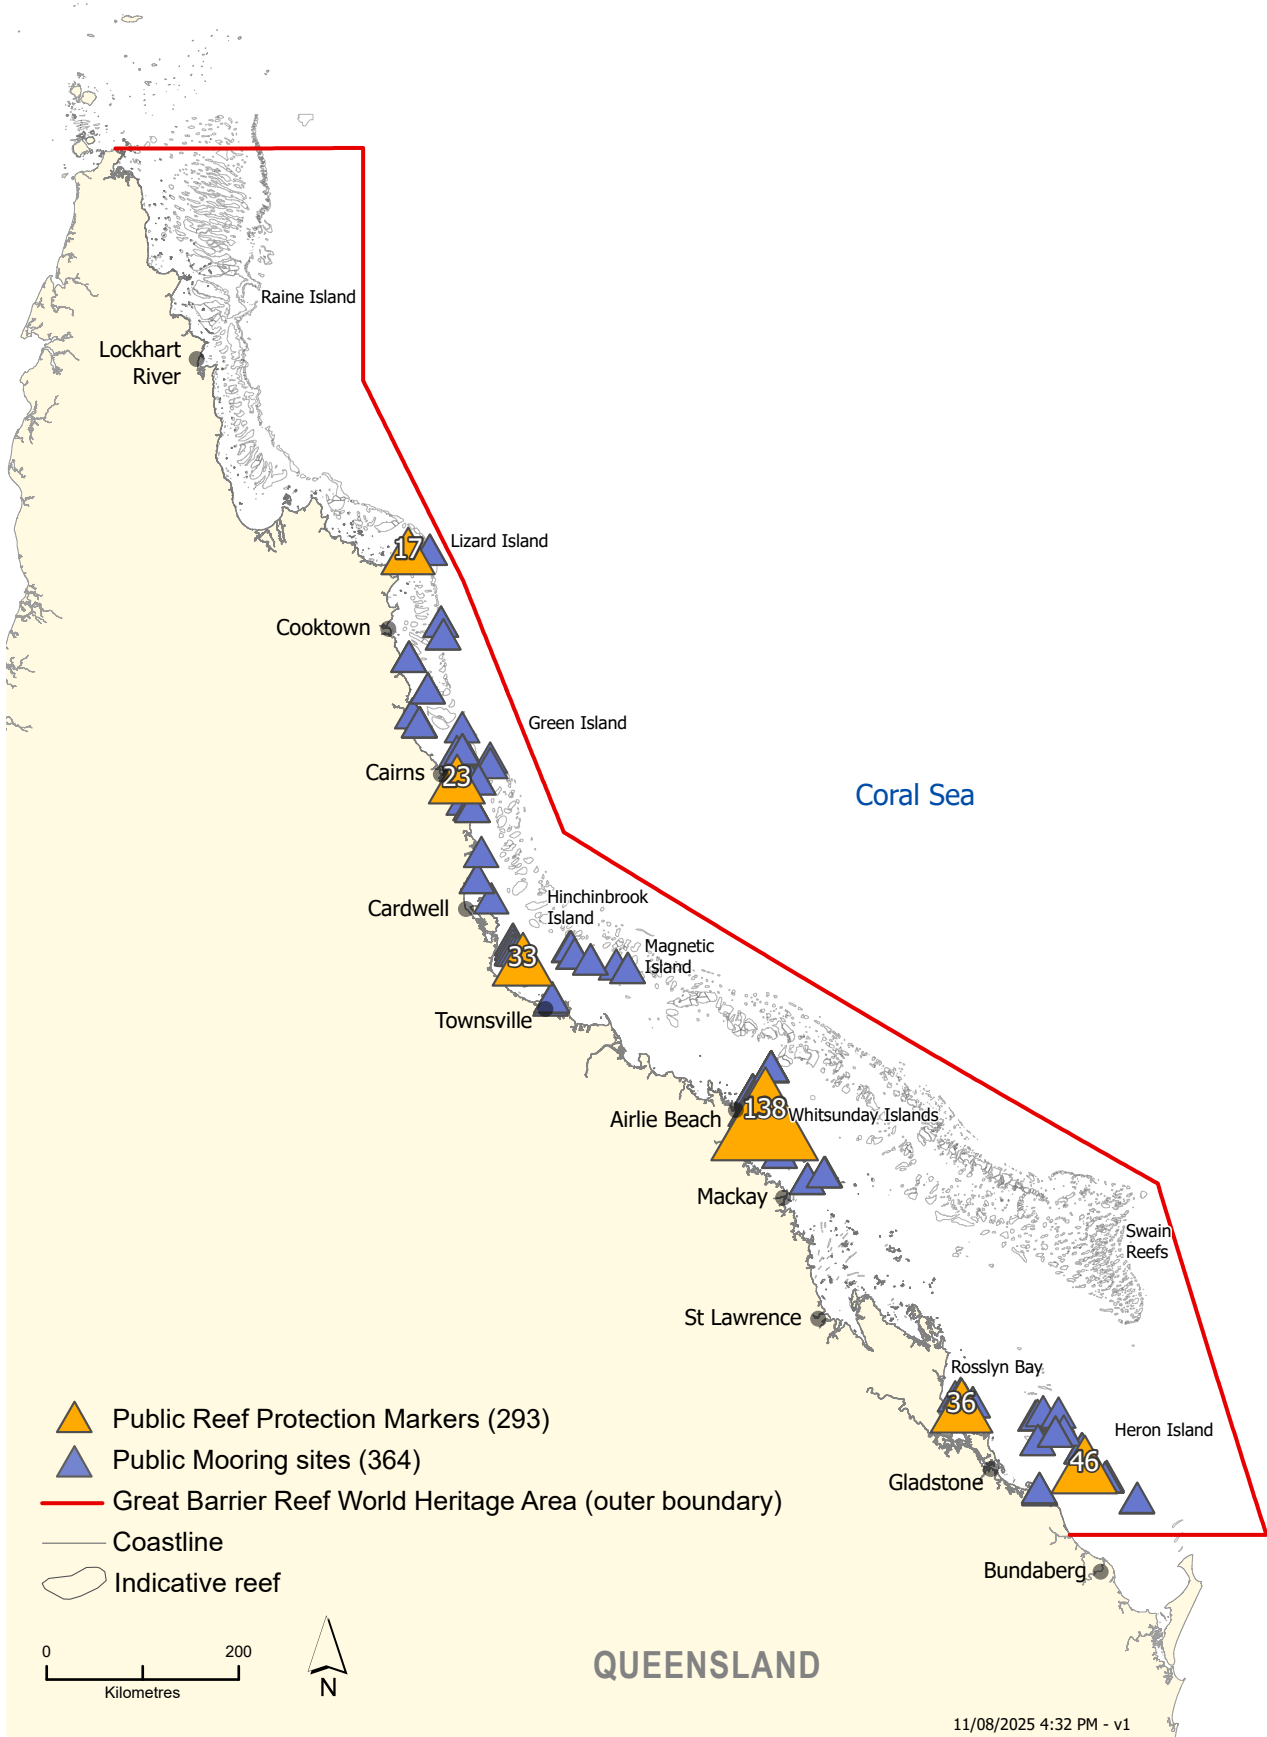 Raine Island
Lockhart
River
17
Lizard Island
Cooktown
Green Island
Cairns
23
Coral Sea
Hinchinbrook
Island
Cardwell
Magnetic
Island
33
Townsville
138
Whitsunday Islands
Airlie Beach
Mackay
Swain
Reefs
St Lawrence
Rosslyn Bay
36
Heron Island
46
Gladstone
Bundaberg
Public Reef Protection Markers (293)
Public Mooring sites (364)
Great Barrier Reef World Heritage Area (outer boundary)
Coastline
Indicative reef
0 200
Kilometres
N
QUEENSLAND
11/08/2025 4:32 PM - v1